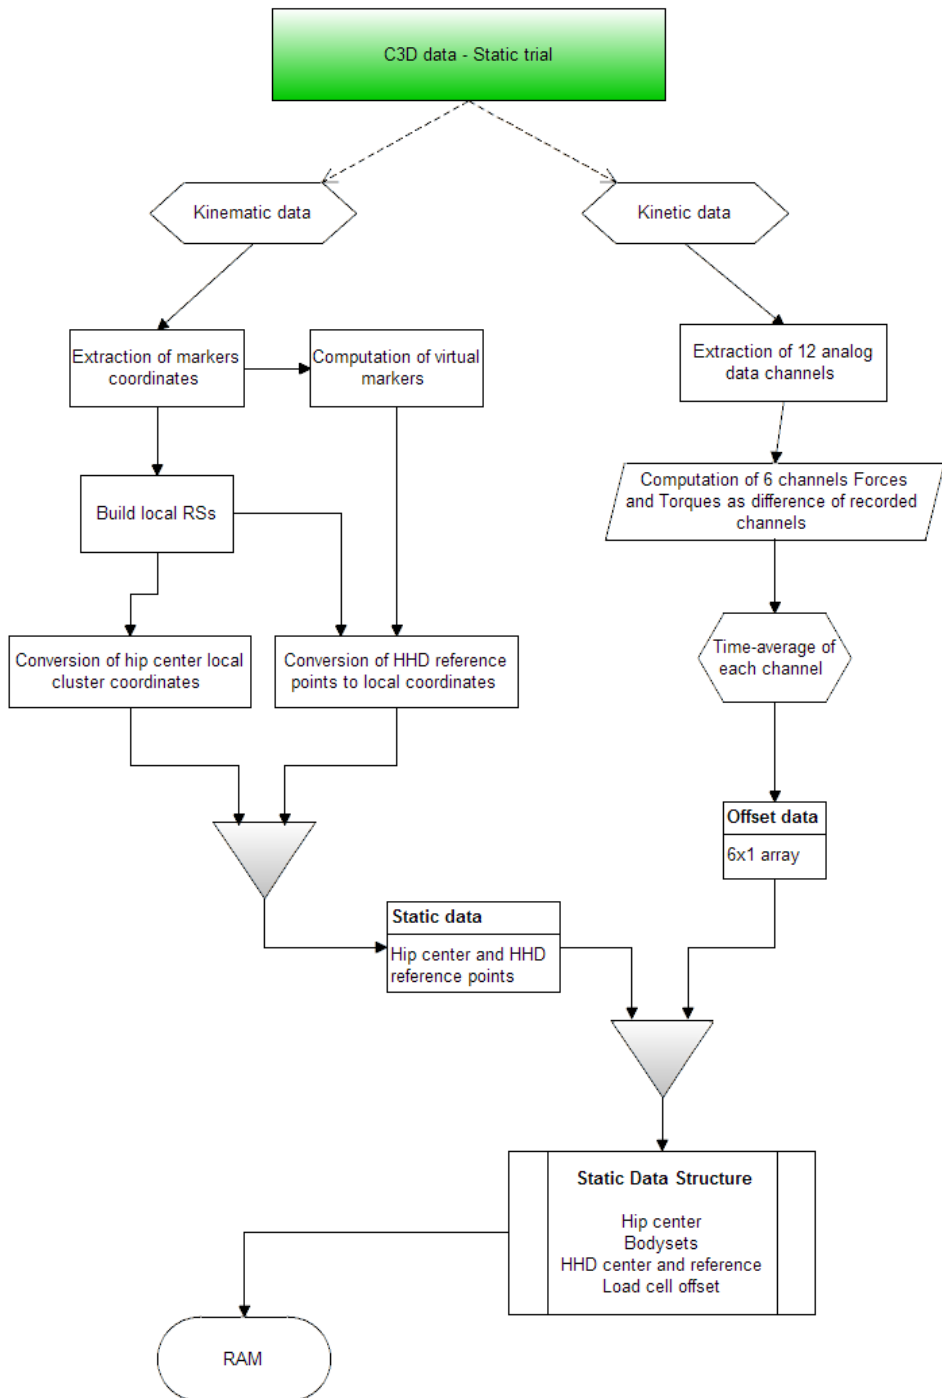 C3D data - Static trial
Kinematic data
Kinetic data
Extraction of markers
coordinates
Computation of virtual
markers
Extraction of 12 analog
data channels
Build local RSs
Computation of 6 channels Forces
and Torques as difference of recorded
channels
Conversion of hip center local
cluster coordinates
Conversion of HHD reference
points to local coordinates
Time-average of
each channel
Offset data
6x1 array
Static data
Hip center and HHD
reference points
Static Data Structure
Hip center
Bodysets
HHD center and reference
Load cell offset
RAM